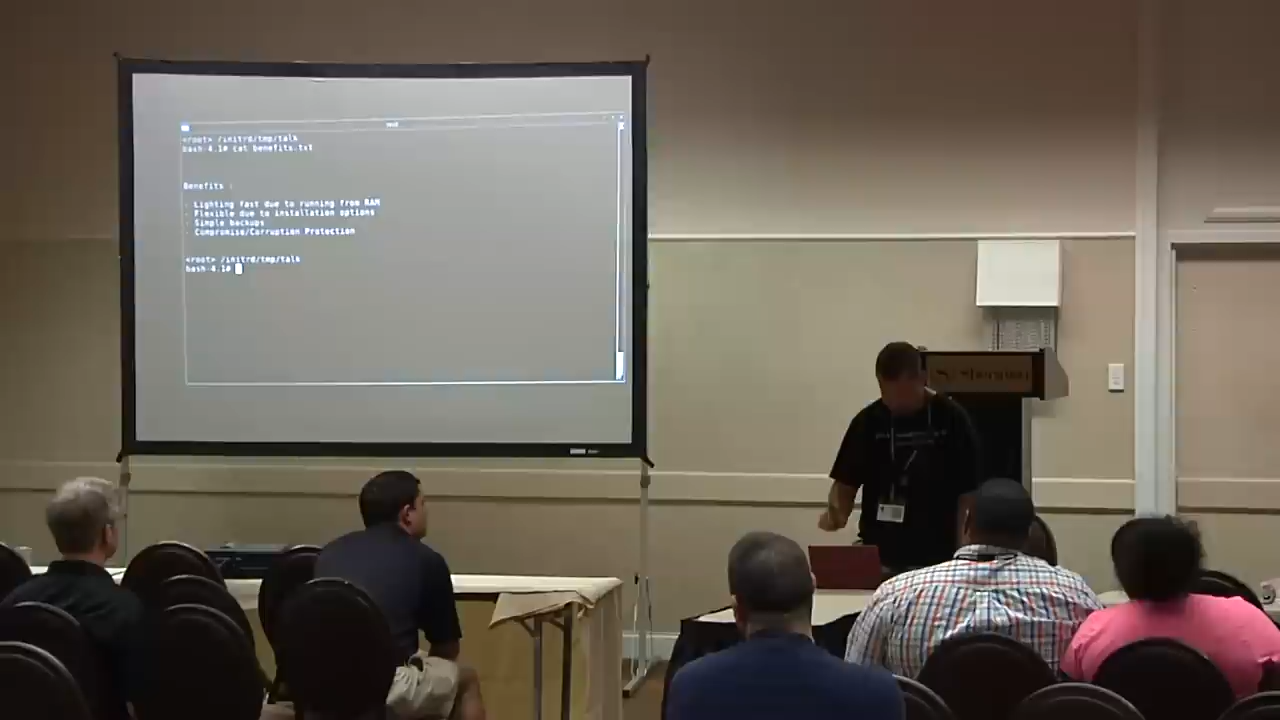 <root> /initrd/tmp/talk
bash-4.1# cat benefits.txt
Benefits :
- Lighting fast due to running from RAM
- Flexible due to installation options
- Simple backups
- Compromise/Corruption Protection
<root> /initrd/tmp/talk
bash-4.1#
Sheraton